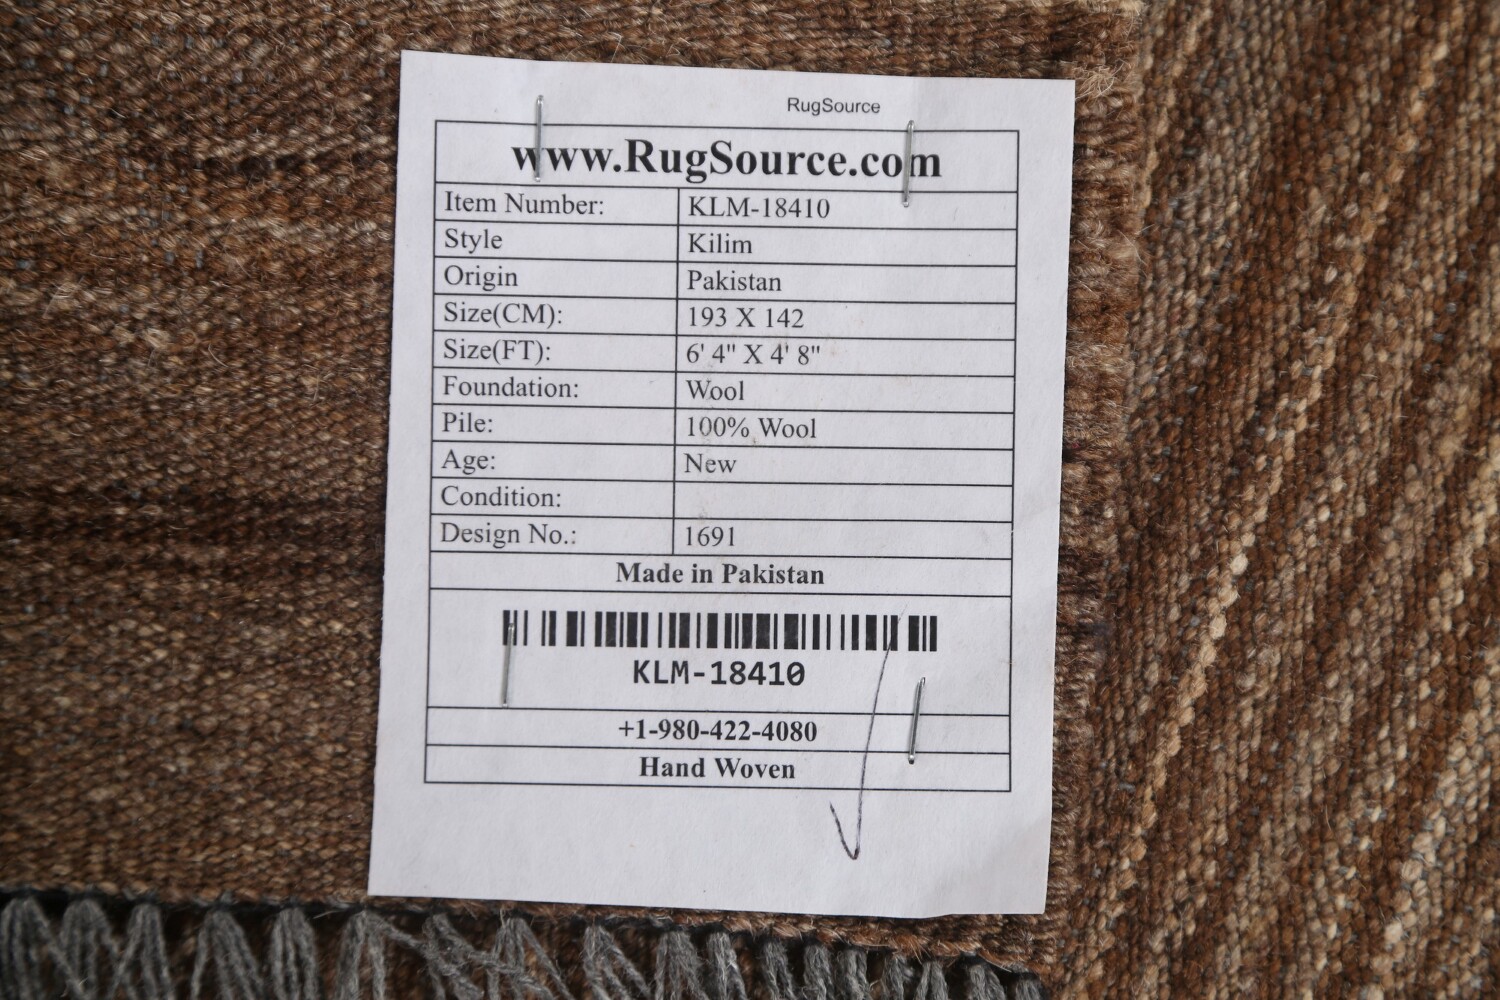 RugSource
www.RugSource.com
Item Number: KLM-18410
Style Kilim
Origin Pakistan
Size(CM): 193 X 142
Size(FT): 6' 4" X 4' 8"
Foundation: Wool
Pile: 100% Wool
Age: New
Condition:
Design No.: 1691
Made in Pakistan
KLM-18410
+1-980-422-4080
Hand Woven